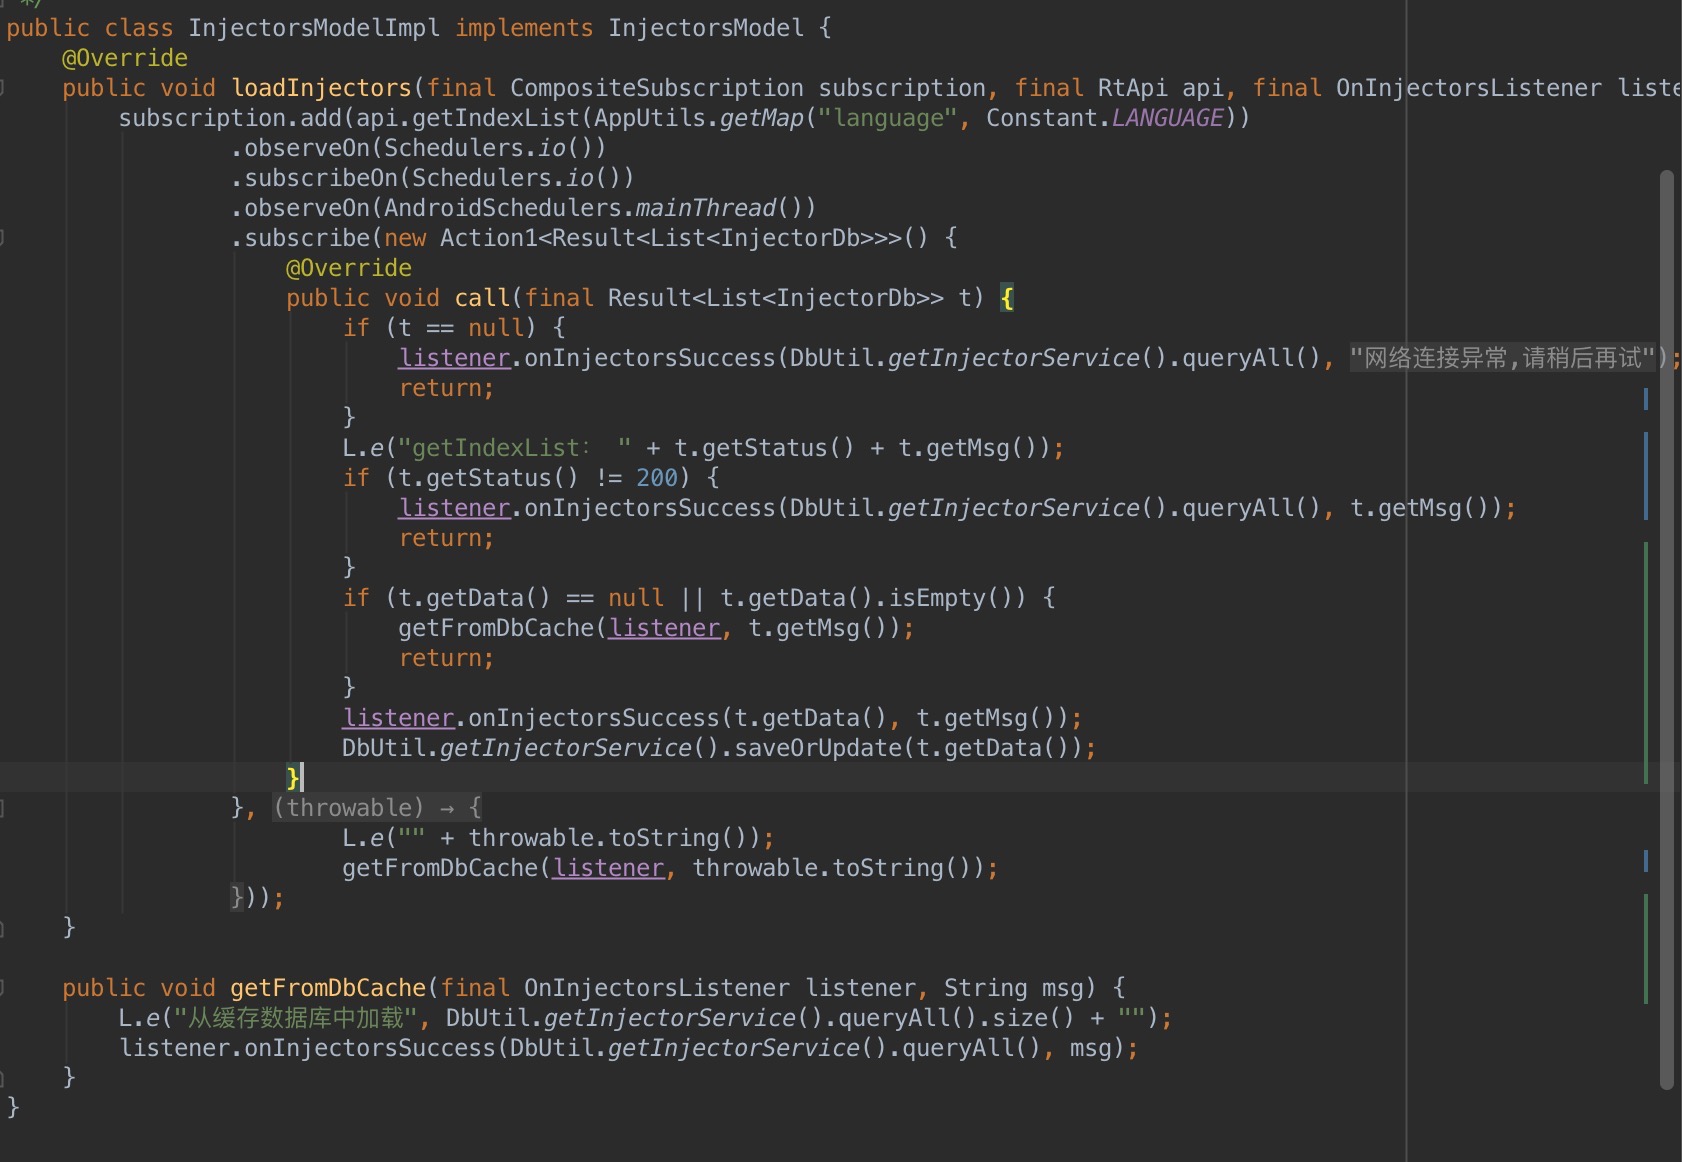 */
public class InjectorsModelImpl implements InjectorsModel {
@Override
public void loadInjectors(final CompositeSubscription subscription, final RtApi api, final OnInjectorsListener liste
subscription.add(api.getIndexList(AppUtils.getMap("language", Constant.LANGUAGE))
.observeOn(Schedulers.io())
.subscribeOn(Schedulers.io())
.observeOn(AndroidSchedulers.mainThread())
.subscribe(new Action1<Result<List<InjectorDb>>>() {
@Override
public void call(final Result<List<InjectorDb>> t) {
if (t == null) {
listener.onInjectorsSuccess(DbUtil.getInjectorService().queryAll(), "网络连接异常,请稍后再试");
return;
}
L.e("getIndexList： " + t.getStatus() + t.getMsg());
if (t.getStatus() != 200) {
listener.onInjectorsSuccess(DbUtil.getInjectorService().queryAll(), t.getMsg());
return;
}
if (t.getData() == null || t.getData().isEmpty()) {
getFromDbCache(listener, t.getMsg());
return;
}
listener.onInjectorsSuccess(t.getData(), t.getMsg());
DbUtil.getInjectorService().saveOrUpdate(t.getData());
}
}, (throwable) → {
L.e("" + throwable.toString());
getFromDbCache(listener, throwable.toString());
}));
}
public void getFromDbCache(final OnInjectorsListener listener, String msg) {
L.e("从缓存数据库中加载", DbUtil.getInjectorService().queryAll().size() + "");
listener.onInjectorsSuccess(DbUtil.getInjectorService().queryAll(), msg);
}
}